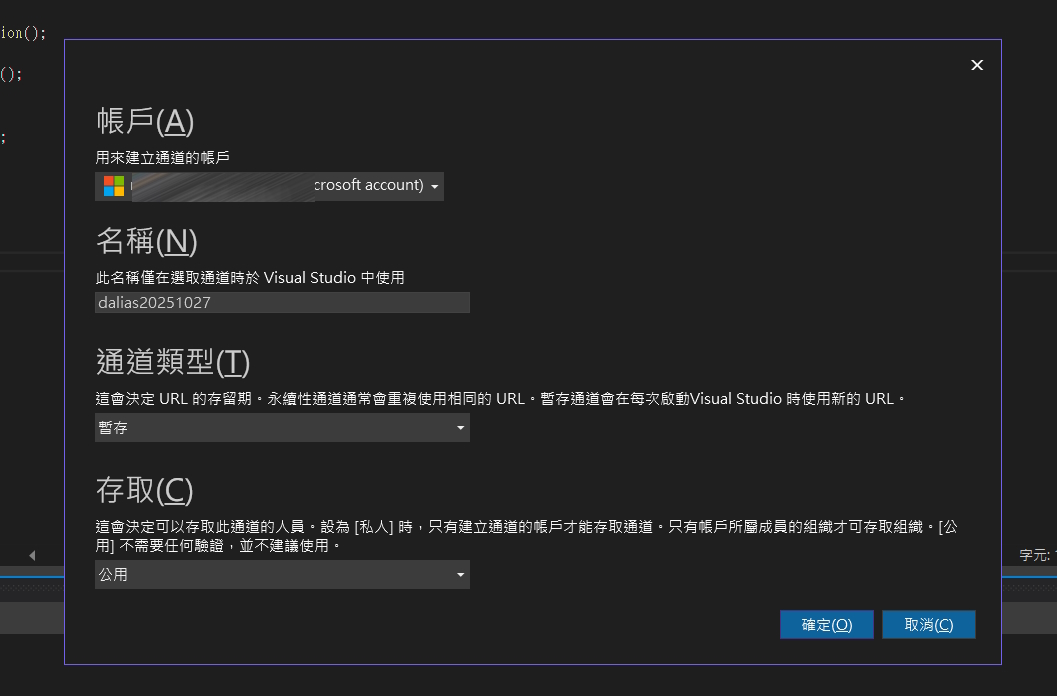 ion();
();
;
帳戶(A)
用來建立通道的帳戶
crosoft account)
名稱(N)
此名稱僅在選取通道時於 Visual Studio 中使用
dalias20251027
通道類型(T)
這會決定 URL 的存留期。永續性通道通常會重複使用相同的 URL。暫存通道會在每次啟動Visual Studio 時使用新的 URL。
暫存
存取(C)
這會決定可以存取此通道的人員。設為 [私人] 時，只有建立通道的帳戶才能存取通道。只有帳戶所屬成員的組織才可存取組織。[公
用] 不需要任何驗證，並不建議使用。
公用
字元:
確定(O)
取消(C)